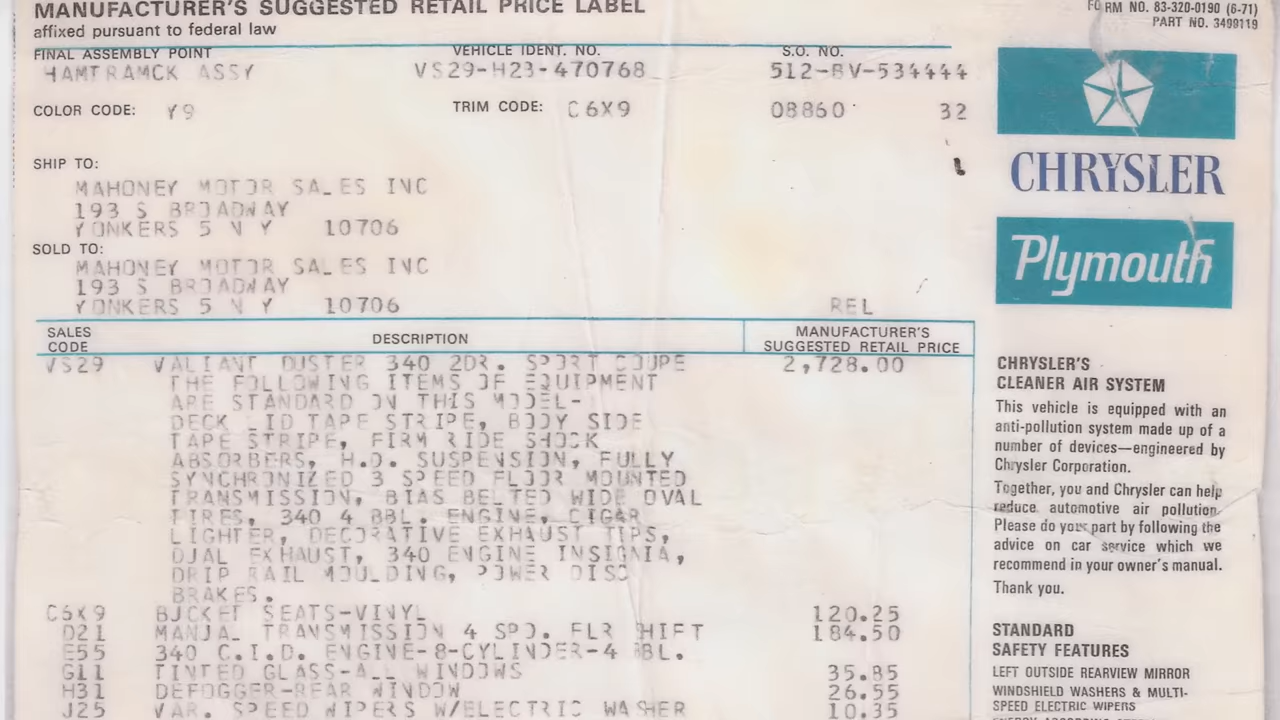 MANUFACTURER'S SUGGESTED RETAIL PRICE LABEL
affixed pursuant to federal law
FORM NO. 83-320-0190 (6-71)
PART NO. 3499119
FINAL ASSEMBLY POINT VEHICLE IDENT. NO. S.O. NO.
HAMTRAMCK ASSY VS29-H23-470768 512-BV-534444
COLOR CODE: Y9 TRIM CODE: C6X9 08860 32
SHIP TO:
MAHONEY MOTOR SALES INC
193 S BROADWAY
YONKERS 5 N Y 10706
SOLD TO:
MAHONEY MOTOR SALES INC
193 S BROADWAY
YONKERS 5 N Y 10706
REL
SALES CODE DESCRIPTION MANUFACTURER'S SUGGESTED RETAIL PRICE
VS29 VALIANT DUSTER 340 2DR. SPORT COUPE 2,728.00
THE FOLLOWING ITEMS OF EQUIPMENT
ARE STANDARD ON THIS MODEL-
DECK LID TAPE STRIPE, BODY SIDE
TAPE STRIPE, FIRM RIDE SHOCK
ABSORBERS, H.D. SUSPENSION, FULLY
SYNCHRONIZED 3 SPEED FLOOR MOUNTED
TRANSMISSION, BIAS BELTED WIDE OVAL
TIRES, 340 4 BBL. ENGINE, CIGAR
LIGHTER, DECORATIVE EXHAUST TIPS,
DUAL EXHAUST, 340 ENGINE INSIGNIA,
DRIP RAIL MOULDING, POWER DISC
BRAKES.
C6X9 BUCKET SEATS-VINYL 120.25
D21 MANUAL TRANSMISSION 4 SPD. FLR SHIFT 184.50
E55 340 C.I.D. ENGINE-8-CYLINDER-4 BBL.
G11 TINTED GLASS-ALL WINDOWS 35.85
H31 DEFOGGER-REAR WINDOW 26.55
J25 VAR. SPEED WIPERS W/ELECTRIC WASHER 10.35
CHRYSLER
Plymouth
CHRYSLER'S
CLEANER AIR SYSTEM
This vehicle is equipped with an
anti-pollution system made up of a
number of devices—engineered by
Chrysler Corporation.
Together, you and Chrysler can help
reduce automotive air pollution.
Please do your part by following the
advice on car service which we
recommend in your owner's manual.
Thank you.
STANDARD
SAFETY FEATURES
LEFT OUTSIDE REARVIEW MIRROR
WINDSHIELD WASHERS & MULTI-
SPEED ELECTRIC WIPERS